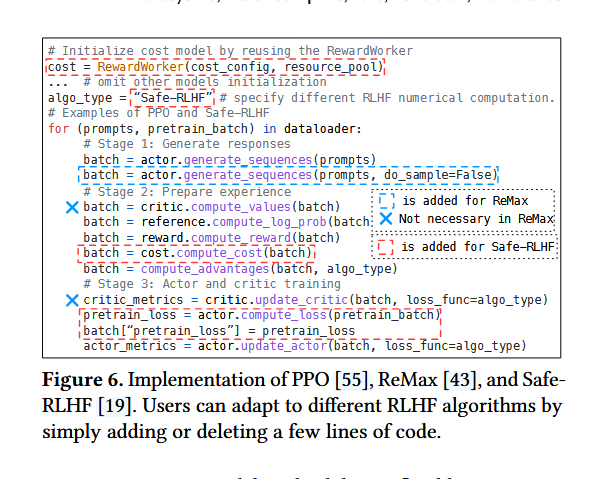 # Initialize cost model by reusing the RewardWorker
cost = RewardWorker(cost_config, resource_pool)
... # omit other models initialization
algo_type = “Safe-RLHF” # specify different RLHF numerical computation.
# Examples of PPO and Safe-RLHF
for (prompts, pretrain_batch) in dataloader:
# Stage 1: Generate responses
batch = actor.generate_sequences(prompts)
batch = actor.generate_sequences(prompts, do_sample=False)
# Stage 2: Prepare experience
batch = critic.compute_values(batch)
batch = reference.compute_log_prob(batch
batch = reward.compute_reward(batch)
batch = cost.compute_cost(batch)
batch = compute_advantages(batch, algo_type)
is added for ReMax
Not necessary in ReMax
is added for Safe-RLHF
# Stage 3: Actor and critic training
critic_metrics = critic.update_critic(batch, loss_func=algo_type)
pretrain_loss = actor.compute_loss(pretrain_batch)
batch[“pretrain_loss”] = pretrain_loss
actor_metrics = actor.update_actor(batch, loss_func=algo_type)
Figure 6. Implementation of PPO [55], ReMax [43], and Safe-
RLHF [19]. Users can adapt to different RLHF algorithms by
simply adding or deleting a few lines of code.